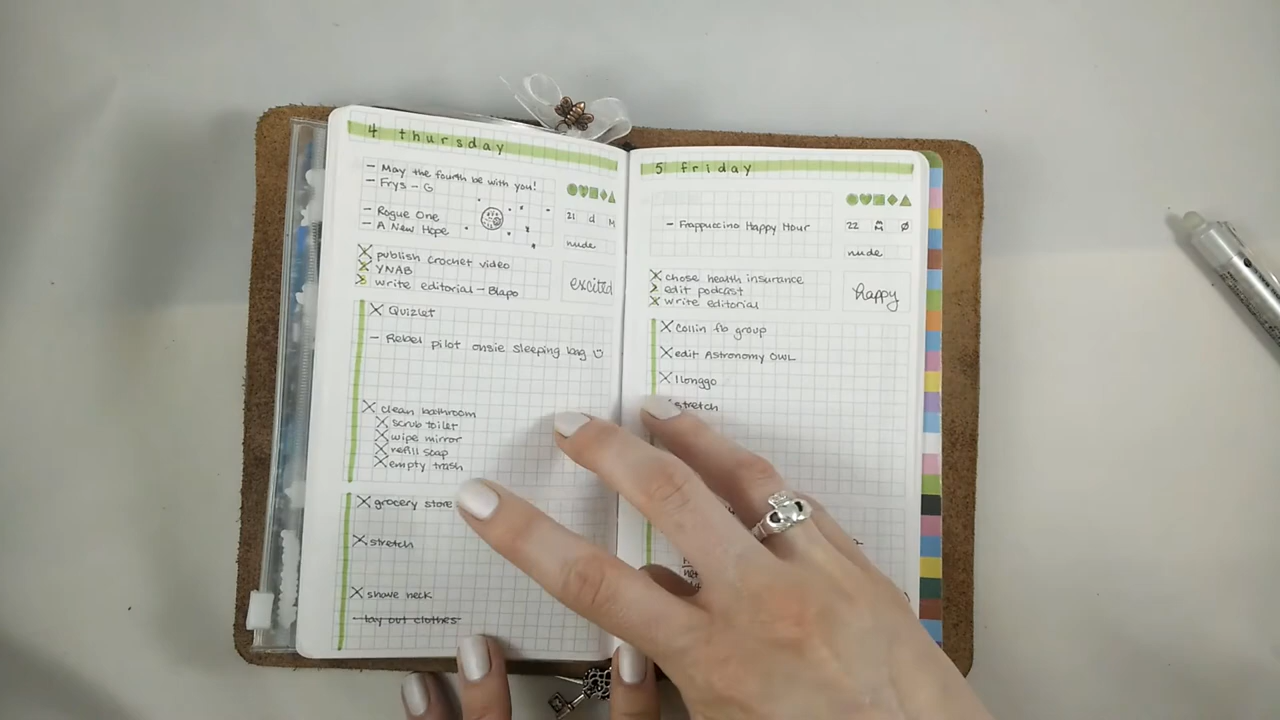 4 thursday
- May the fourth be with you!
- Frys - G
- Rogue One
- A New Hope
21 d M
nude
X publish crochet video
X YNAB
X write editorial - Blapo
excited
X Quizlet
- Rebel pilot onsie sleeping bag
X clean bathroom
X scrub toilet
X wipe mirror
X refill soap
X empty trash
X grocery store
X stretch
X shave neck
lay out clothes
5 friday
- Frappuccino Happy Hour
22
nude
X chose health insurance
X edit podcast
X write editorial
happy
X Collin fb group
X edit Astronomy OWL
X Ilonggo
stretch